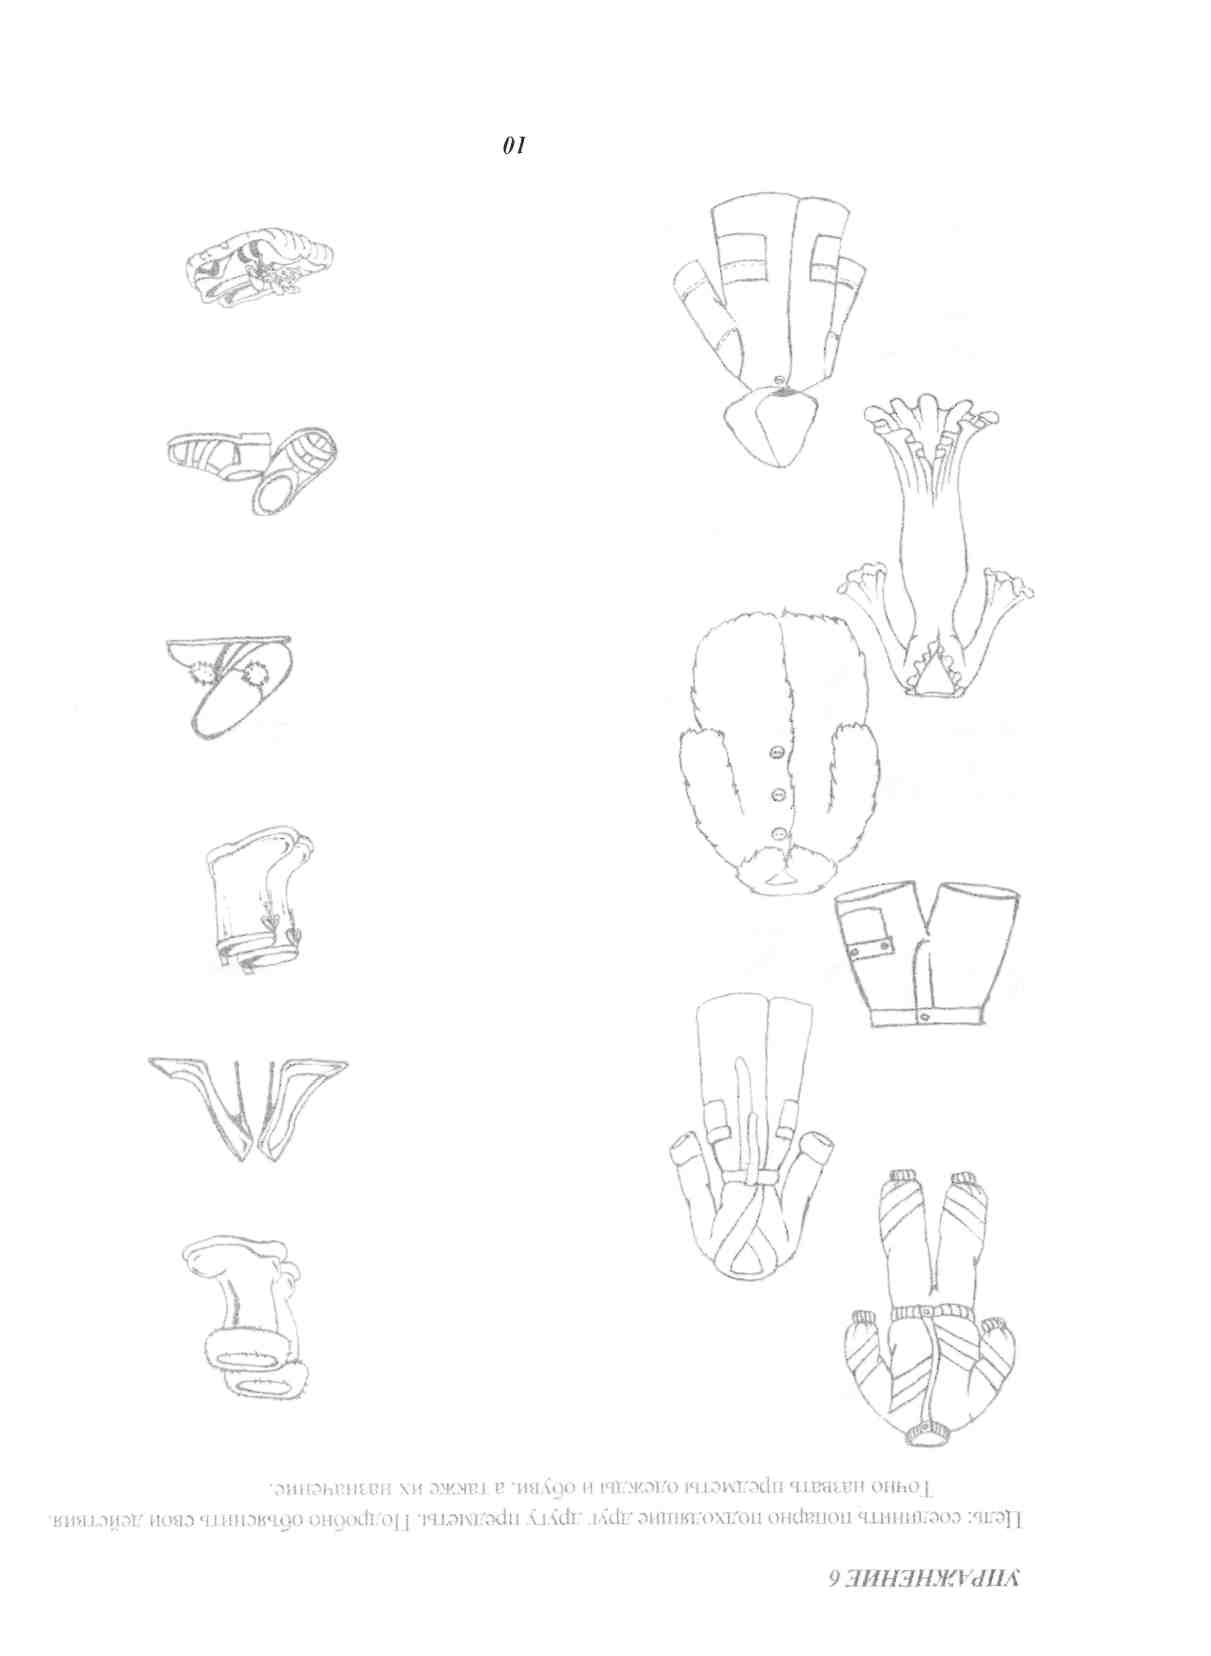 УПРАЖНЕНИЕ 6
Цель: соединить попарно подходящие друг другу предметы. Подробно объяснить свои действия.
Точно назвать предметы одежды и обуви, а также их назначение.
10